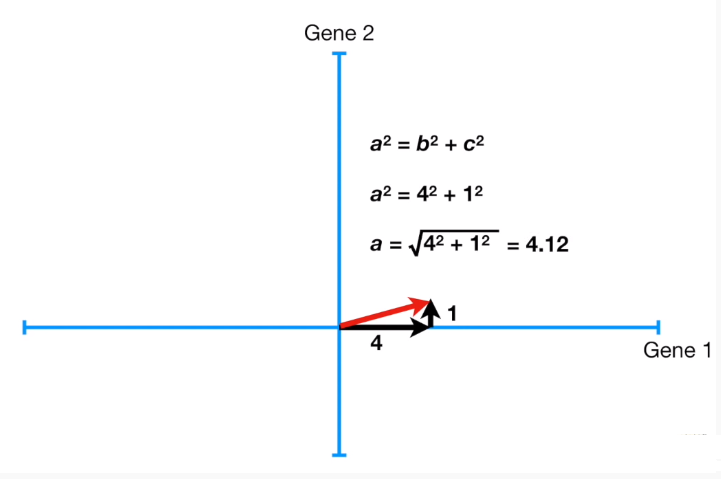 Gene 2
a² = b² + c²
a² = 4² + 1²
a = √4² + 1² = 4.12
1
4
Gene 1